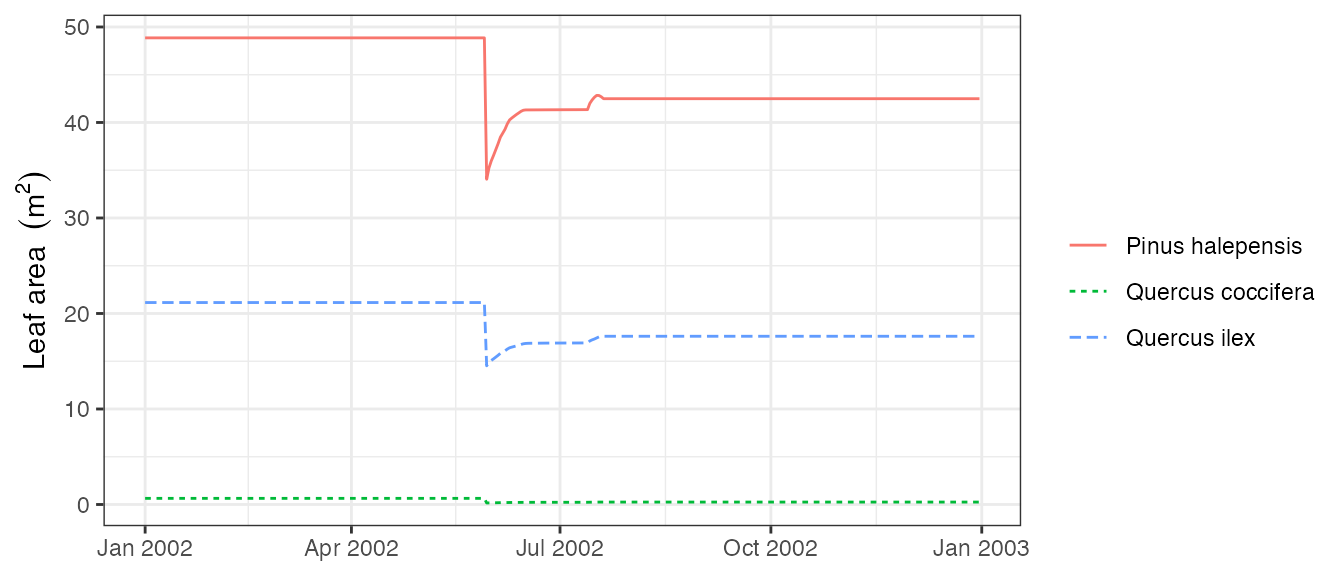 Leaf area (m²)
50
40
30
20
10
0
Jan 2002
Apr 2002
Jul 2002
Oct 2002
Jan 2003
Pinus halepensis
Quercus coccifera
Quercus ilex